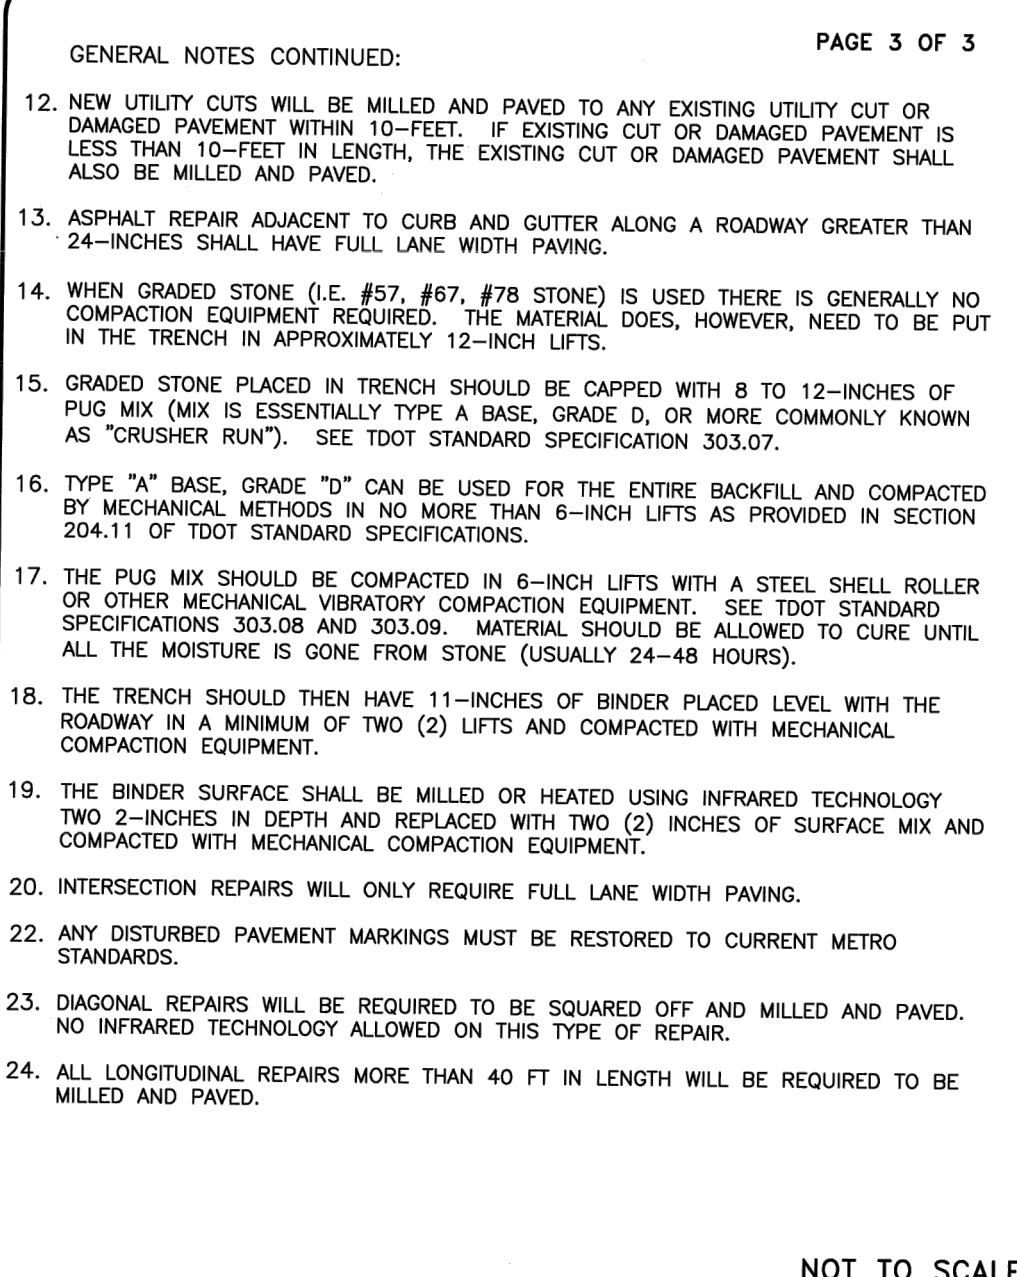 PAGE 3 OF 3
GENERAL NOTES CONTINUED:
12. NEW UTILITY CUTS WILL BE MILLED AND PAVED TO ANY EXISTING UTILITY CUT OR
DAMAGED PAVEMENT WITHIN 10-FEET. IF EXISTING CUT OR DAMAGED PAVEMENT IS
LESS THAN 10-FEET IN LENGTH, THE EXISTING CUT OR DAMAGED PAVEMENT SHALL
ALSO BE MILLED AND PAVED.
13. ASPHALT REPAIR ADJACENT TO CURB AND GUTTER ALONG A ROADWAY GREATER THAN
24-INCHES SHALL HAVE FULL LANE WIDTH PAVING.
14. WHEN GRADED STONE (I.E. #57, #67, #78 STONE) IS USED THERE IS GENERALLY NO
COMPACTION EQUIPMENT REQUIRED. THE MATERIAL DOES, HOWEVER, NEED TO BE PUT
IN THE TRENCH IN APPROXIMATELY 12-INCH LIFTS.
15. GRADED STONE PLACED IN TRENCH SHOULD BE CAPPED WITH 8 TO 12-INCHES OF
PUG MIX (MIX IS ESSENTIALLY TYPE A BASE, GRADE D, OR MORE COMMONLY KNOWN
AS "CRUSHER RUN"). SEE TDOT STANDARD SPECIFICATION 303.07.
16. TYPE "A" BASE, GRADE "D" CAN BE USED FOR THE ENTIRE BACKFILL AND COMPACTED
BY MECHANICAL METHODS IN NO MORE THAN 6-INCH LIFTS AS PROVIDED IN SECTION
204.11 OF TDOT STANDARD SPECIFICATIONS.
17. THE PUG MIX SHOULD BE COMPACTED IN 6-INCH LIFTS WITH A STEEL SHELL ROLLER
OR OTHER MECHANICAL VIBRATORY COMPACTION EQUIPMENT. SEE TDOT STANDARD
SPECIFICATIONS 303.08 AND 303.09. MATERIAL SHOULD BE ALLOWED TO CURE UNTIL
ALL THE MOISTURE IS GONE FROM STONE (USUALLY 24-48 HOURS).
18. THE TRENCH SHOULD THEN HAVE 11-INCHES OF BINDER PLACED LEVEL WITH THE
ROADWAY IN A MINIMUM OF TWO (2) LIFTS AND COMPACTED WITH MECHANICAL
COMPACTION EQUIPMENT.
19. THE BINDER SURFACE SHALL BE MILLED OR HEATED USING INFRARED TECHNOLOGY
TWO 2-INCHES IN DEPTH AND REPLACED WITH TWO (2) INCHES OF SURFACE MIX AND
COMPACTED WITH MECHANICAL COMPACTION EQUIPMENT.
20. INTERSECTION REPAIRS WILL ONLY REQUIRE FULL LANE WIDTH PAVING.
22. ANY DISTURBED PAVEMENT MARKINGS MUST BE RESTORED TO CURRENT METRO
STANDARDS.
23. DIAGONAL REPAIRS WILL BE REQUIRED TO BE SQUARED OFF AND MILLED AND PAVED.
NO INFRARED TECHNOLOGY ALLOWED ON THIS TYPE OF REPAIR.
24. ALL LONGITUDINAL REPAIRS MORE THAN 40 FT IN LENGTH WILL BE REQUIRED TO BE
MILLED AND PAVED.
NOT TO SCALE